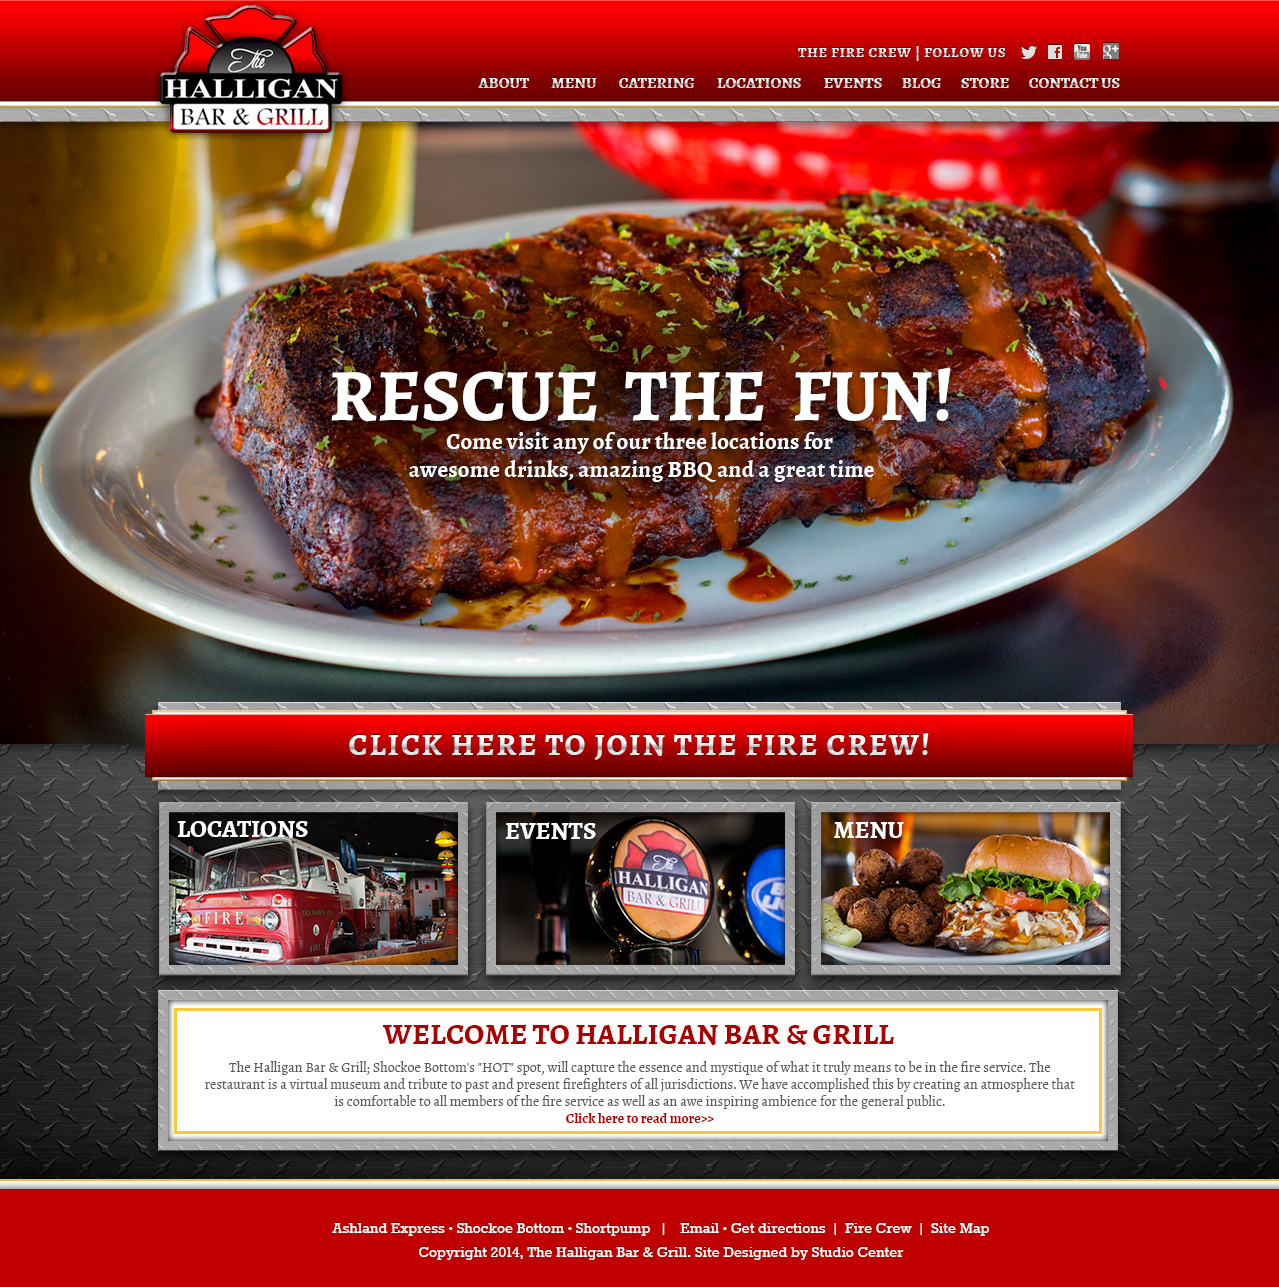 The
HALLIGAN
BAR & GRILL
THE FIRE CREW | FOLLOW US
You Tube g+
ABOUT MENU CATERING LOCATIONS EVENTS BLOG STORE CONTACT US
RESCUE THE FUN!
Come visit any of our three locations for
awesome drinks, amazing BBQ and a great time
CLICK HERE TO JOIN THE FIRE CREW!
LOCATIONS
FIRE
EVENTS
The
HALLIGAN
BAR & GRILL
MENU
WELCOME TO HALLIGAN BAR & GRILL
The Halligan Bar & Grill; Shockoe Bottom's "HOT" spot, will capture the essence and mystique of what it truly means to be in the fire service. The
restaurant is a virtual museum and tribute to past and present firefighters of all jurisdictions. We have accomplished this by creating an atmosphere that
is comfortable to all members of the fire service as well as an awe inspiring ambience for the general public.
Click here to read more>>
Ashland Express • Shockoe Bottom • Shortpump | Email • Get directions | Fire Crew | Site Map
Copyright 2014, The Halligan Bar & Grill. Site Designed by Studio Center